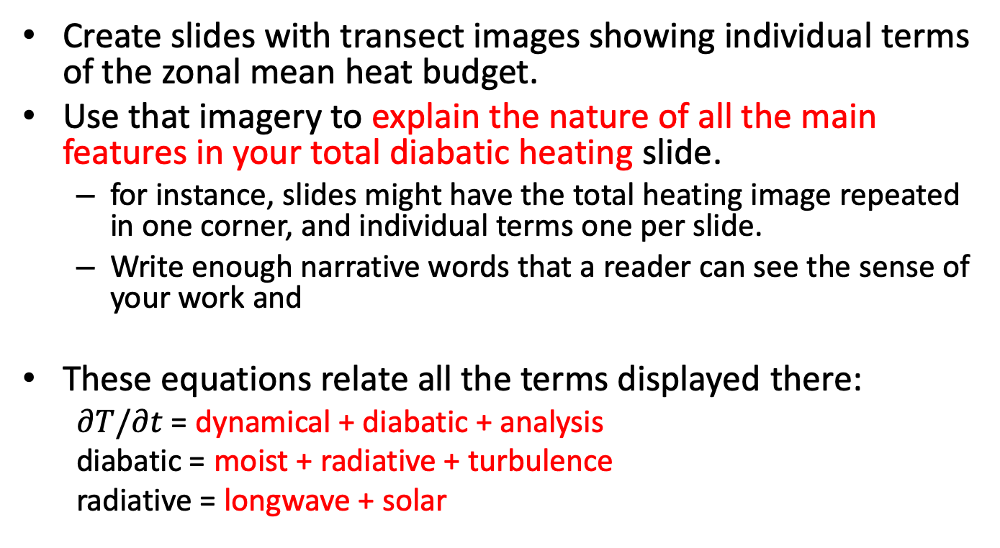 • Create slides with transect images showing individual terms
of the zonal mean heat budget.
• Use that imagery to explain the nature of all the main
features in your total diabatic heating slide.
– for instance, slides might have the total heating image repeated
in one corner, and individual terms one per slide.
– Write enough narrative words that a reader can see the sense of
your work and
• These equations relate all the terms displayed there:
∂T/∂t = dynamical + diabatic + analysis
diabatic = moist + radiative + turbulence
radiative = longwave + solar